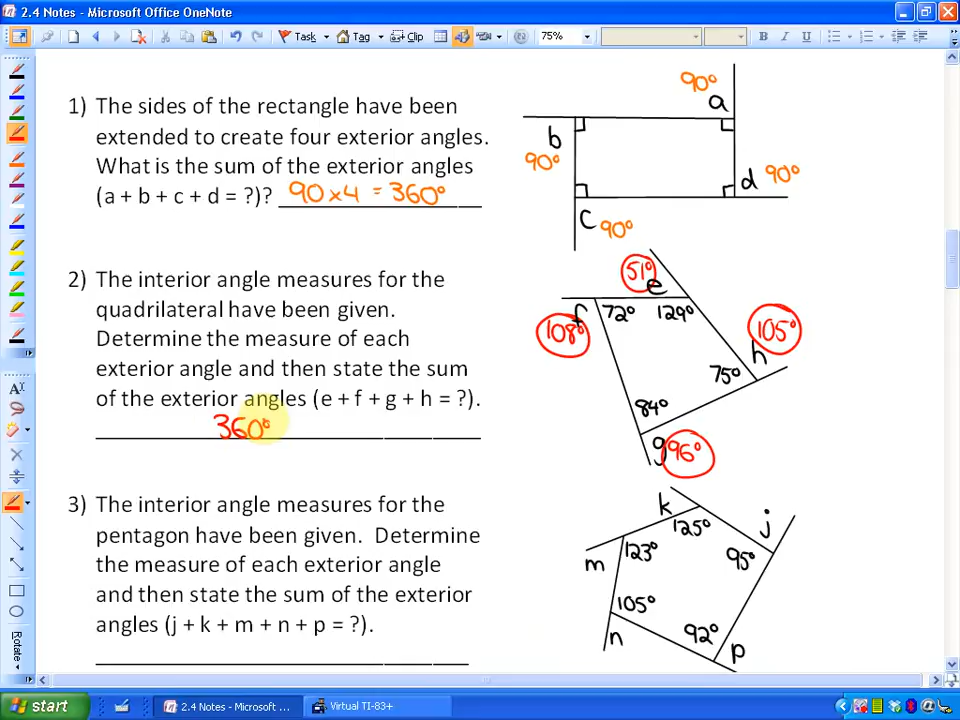 2.4 Notes - Microsoft Office OneNote
Task
Tag
Clip
75%
B I U
1) The sides of the rectangle have been
extended to create four exterior angles.
What is the sum of the exterior angles
(a + b + c + d = ?)? 90 x 4 = 360°
90°
a
b
90°
d 90°
c 90°
2) The interior angle measures for the
quadrilateral have been given.
Determine the measure of each
exterior angle and then state the sum
of the exterior angles (e + f + g + h = ?).
360°
51°
e
f 72° 129°
108°
105°
h
75°
84°
g 96°
3) The interior angle measures for the
pentagon have been given. Determine
the measure of each exterior angle
and then state the sum of the exterior
angles (j + k + m + n + p = ?).
k
125° j
123° 95°
m
105°
n 92° p
Rotate
start
2.4 Notes - Microsoft ...
Virtual TI-83+